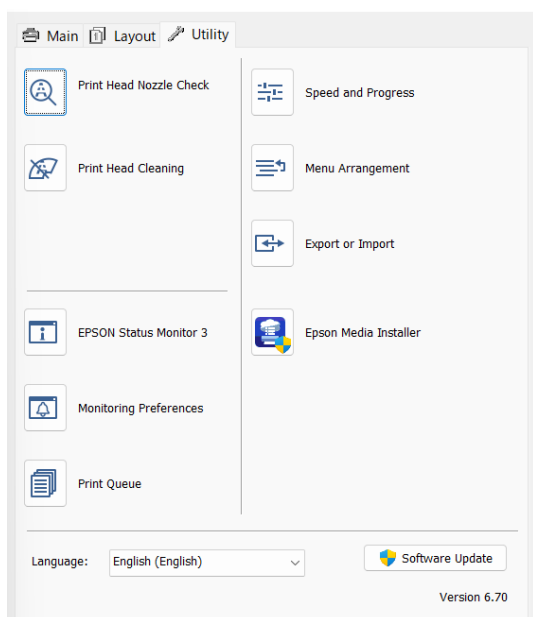 Main
Layout
Utility
Print Head Nozzle Check
Print Head Cleaning
EPSON Status Monitor 3
Monitoring Preferences
Print Queue
Speed and Progress
Menu Arrangement
Export or Import
Epson Media Installer
Language:
English (English)
Software Update
Version 6.70